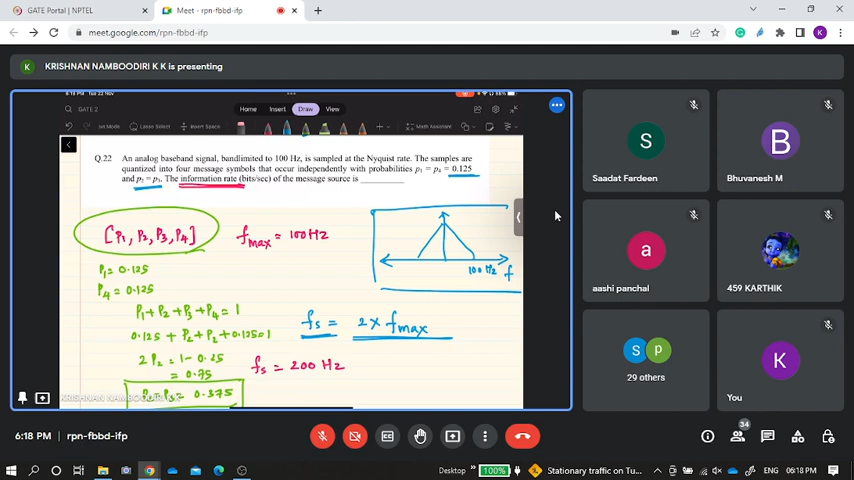 GATE Portal | NPTEL
Meet - rpn-fbbd-ifp
meet.google.com/rpn-fbbd-ifp
K
K
KRISHNAN NAMBOODIRI K K is presenting
GATE 2
Home
Insert
Draw
View
Lasso Select
Insert Space
Math Assistant
Q.22 An analog baseband signal, bandlimited to 100 Hz, is sampled at the Nyquist rate. The samples are
quantized into four message symbols that occur independently with probabilities p₁ = p₄ = 0.125
and p₂ = p₃. The information rate (bits/sec) of the message source is __________
[P₁, P₂, P₃, P₄]
fmax = 100Hz
P₁ = 0.125
P₄ = 0.125
100 Hz f
P₁ + P₂ + P₃ + P₄ = 1
0.125 + P₂ + P₂ + 0.125 = 1
fs = 2 x fmax
2P₂ = 1 - 0.25
= 0.75
fs = 200 Hz
0.375
KRISHNAN NAMBOODIRI K K
S
Saadat Fardeen
B
Bhuvanesh M
a
aashi panchal
459 KARTHIK
S
P
29 others
K
You
6:18 PM
rpn-fbbd-ifp
34
Desktop
100%
Stationary traffic on Tu...
ENG
06:18 PM